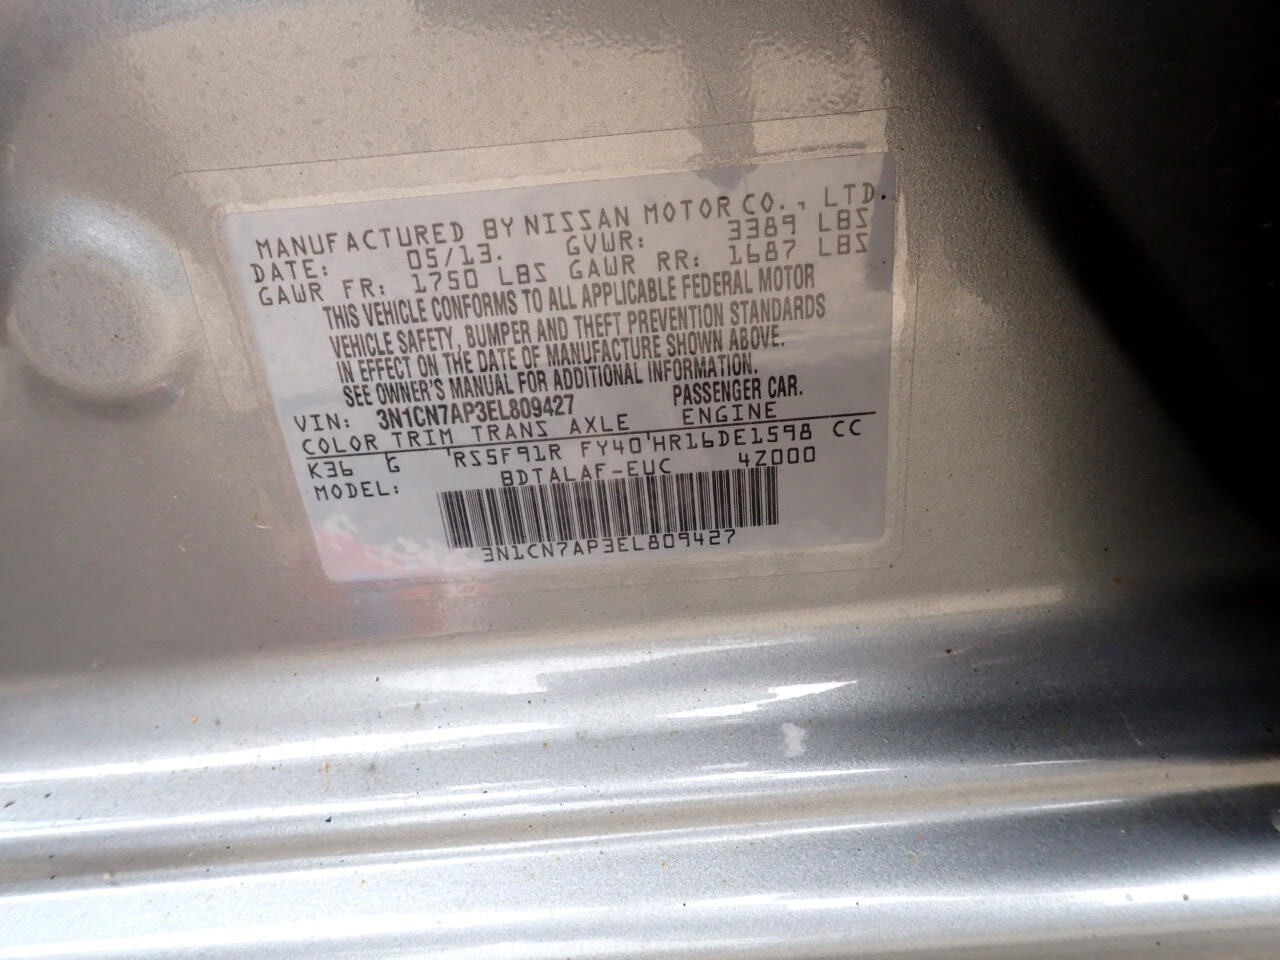 MANUFACTURED BY NISSAN MOTOR CO., LTD.
DATE: 05/13. GVWR: 3389 LBS
GAWR FR: 1750 LBS GAWR RR: 1687 LBS
THIS VEHICLE CONFORMS TO ALL APPLICABLE FEDERAL MOTOR
VEHICLE SAFETY, BUMPER AND THEFT PREVENTION STANDARDS
IN EFFECT ON THE DATE OF MANUFACTURE SHOWN ABOVE.
SEE OWNER'S MANUAL FOR ADDITIONAL INFORMATION.
VIN: 3N1CN7AP3EL809427 PASSENGER CAR.
COLOR TRIM TRANS AXLE ENGINE
K36 G RS5F91R FY40 HR16DE1598 CC
MODEL: BDTALAF-EUC 4Z000
3N1CN7AP3EL809427